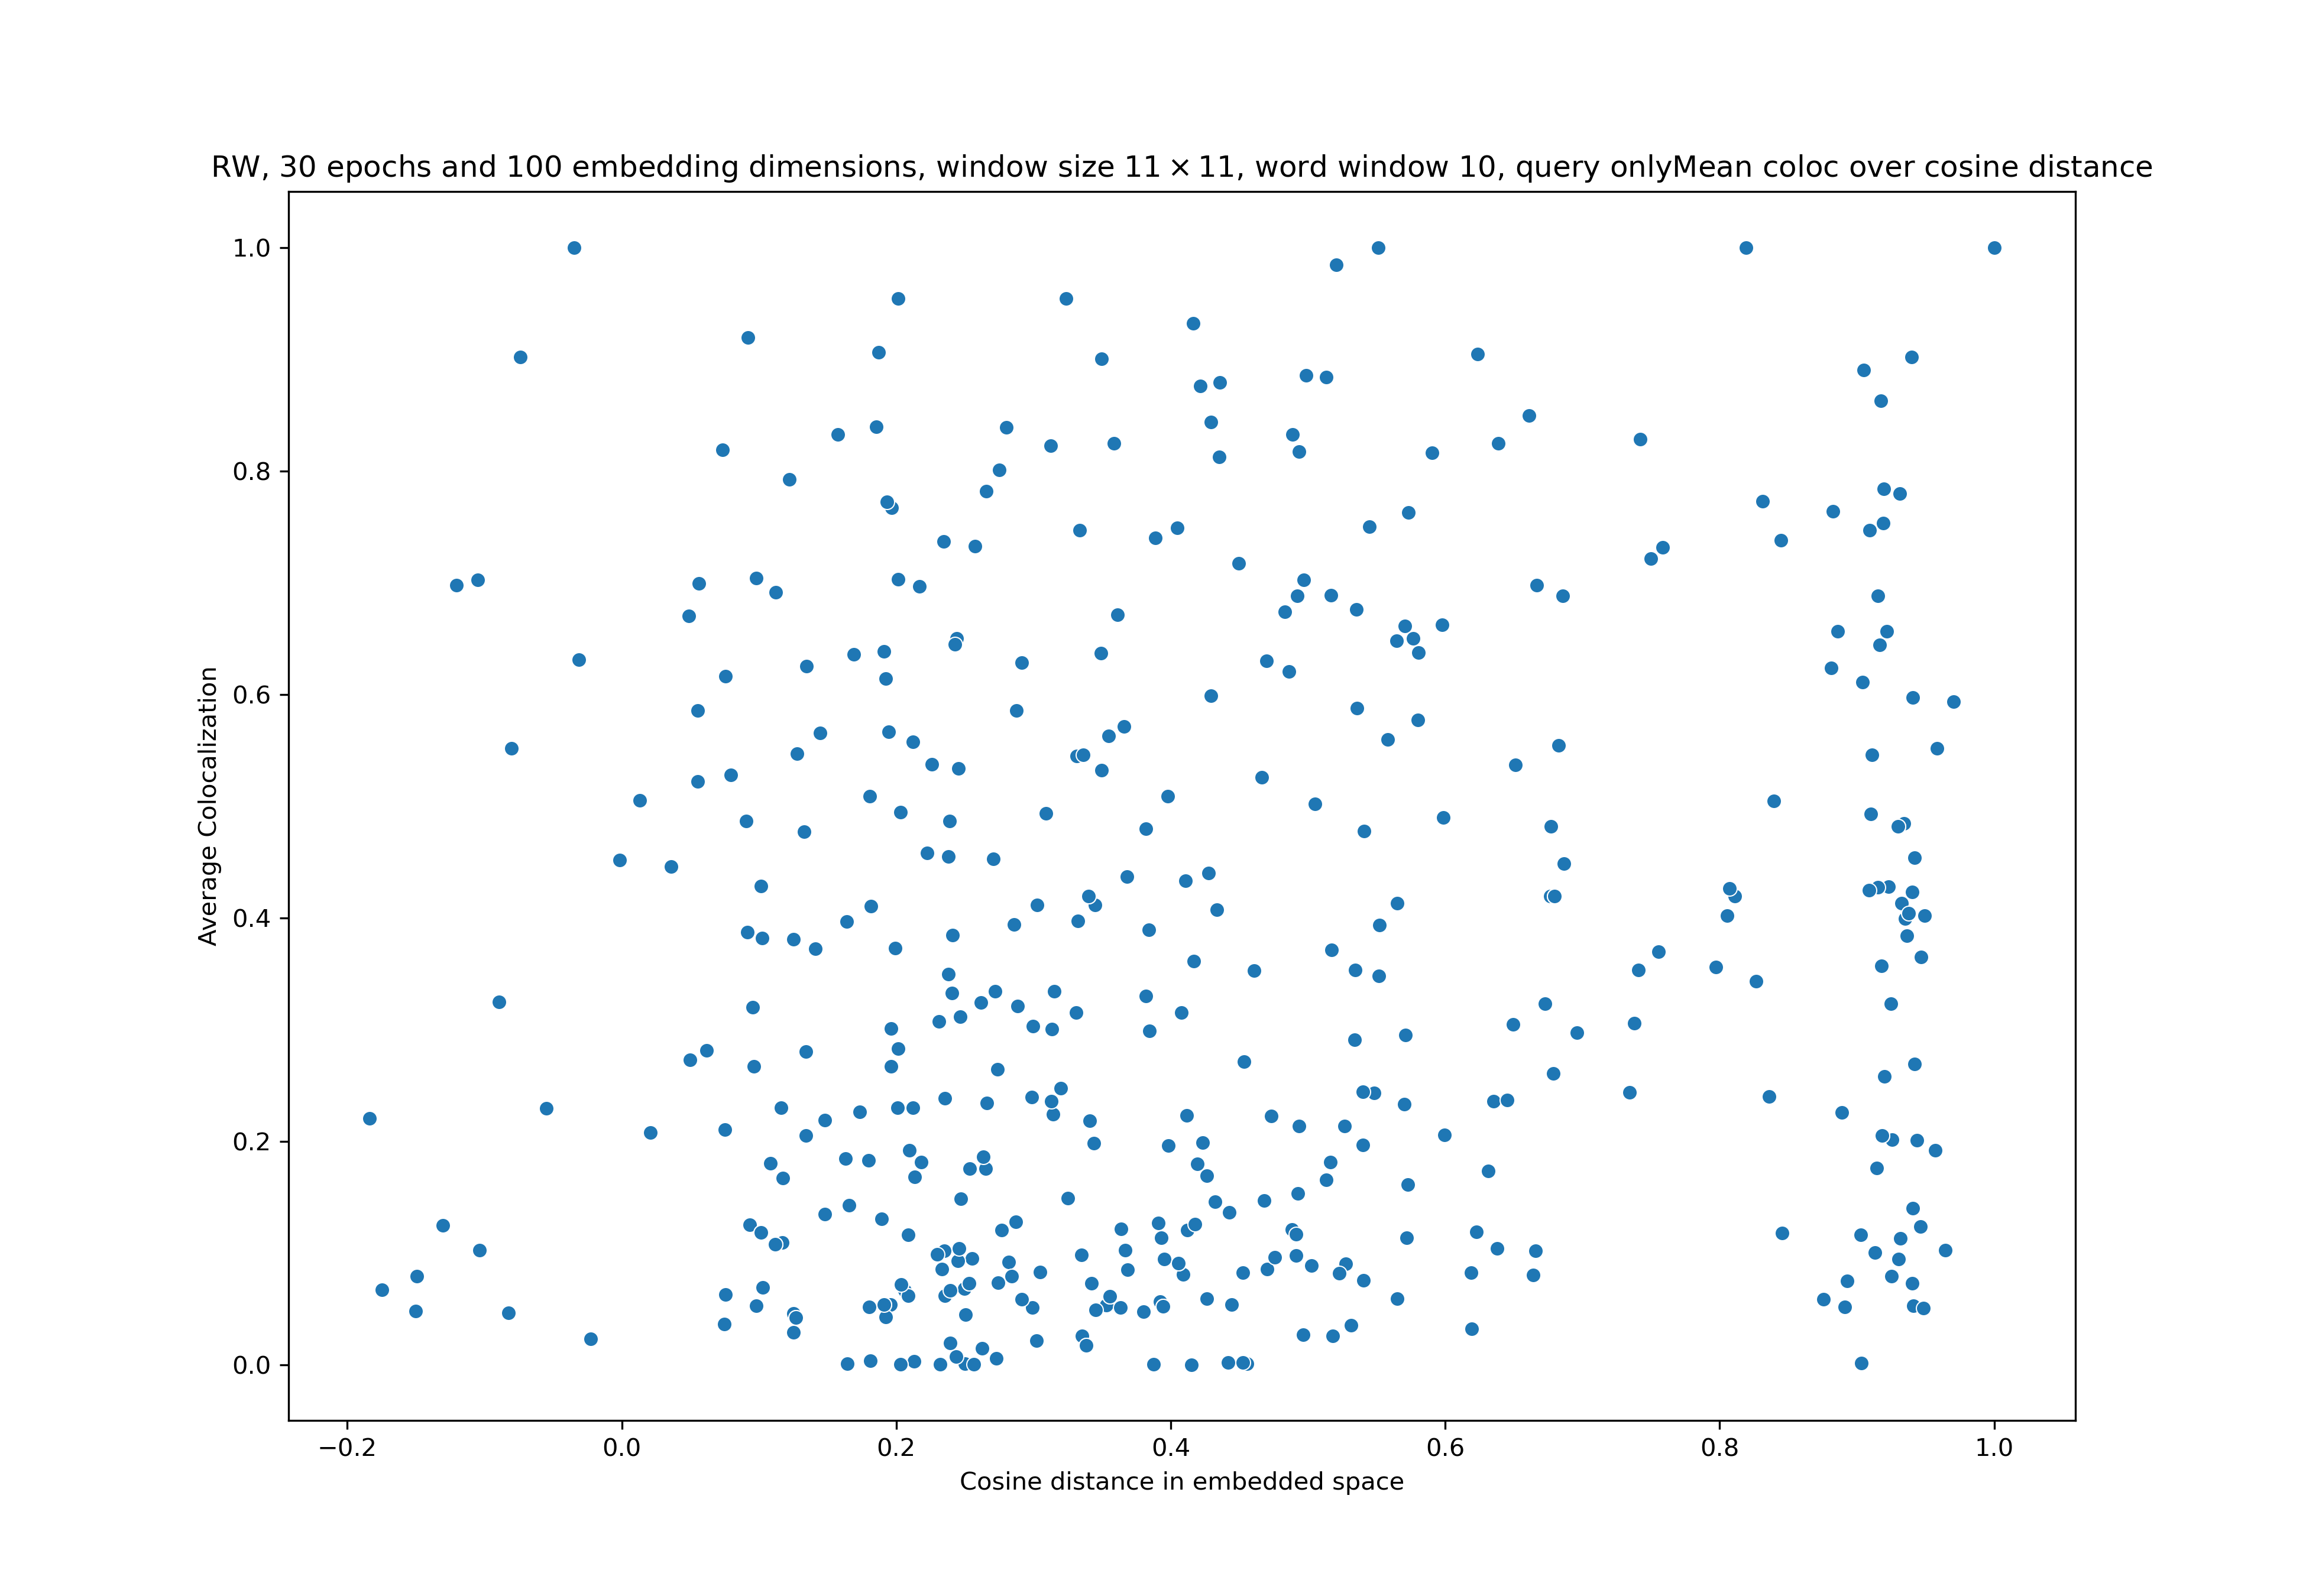 RW, 30 epochs and 100 embedding dimensions, window size 11 × 11, word window 10, query onlyMean coloc over cosine distance
1.0
0.8
0.6
0.4
0.2
0.0
Average Colocalization
−0.2 0.0 0.2 0.4 0.6 0.8 1.0
Cosine distance in embedded space